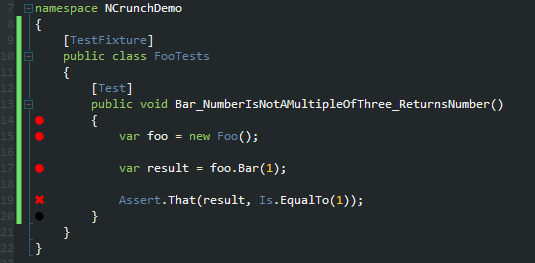 7 namespace NCrunchDemo
8 {
9 [TestFixture]
10 public class FooTests
11 {
12 [Test]
13 public void Bar_NumberIsNotAMultipleOfThree_ReturnsNumber()
14 {
15 var foo = new Foo();
16
17 var result = foo.Bar(1);
18
19 Assert.That(result, Is.EqualTo(1));
20 }
21 }
22 }